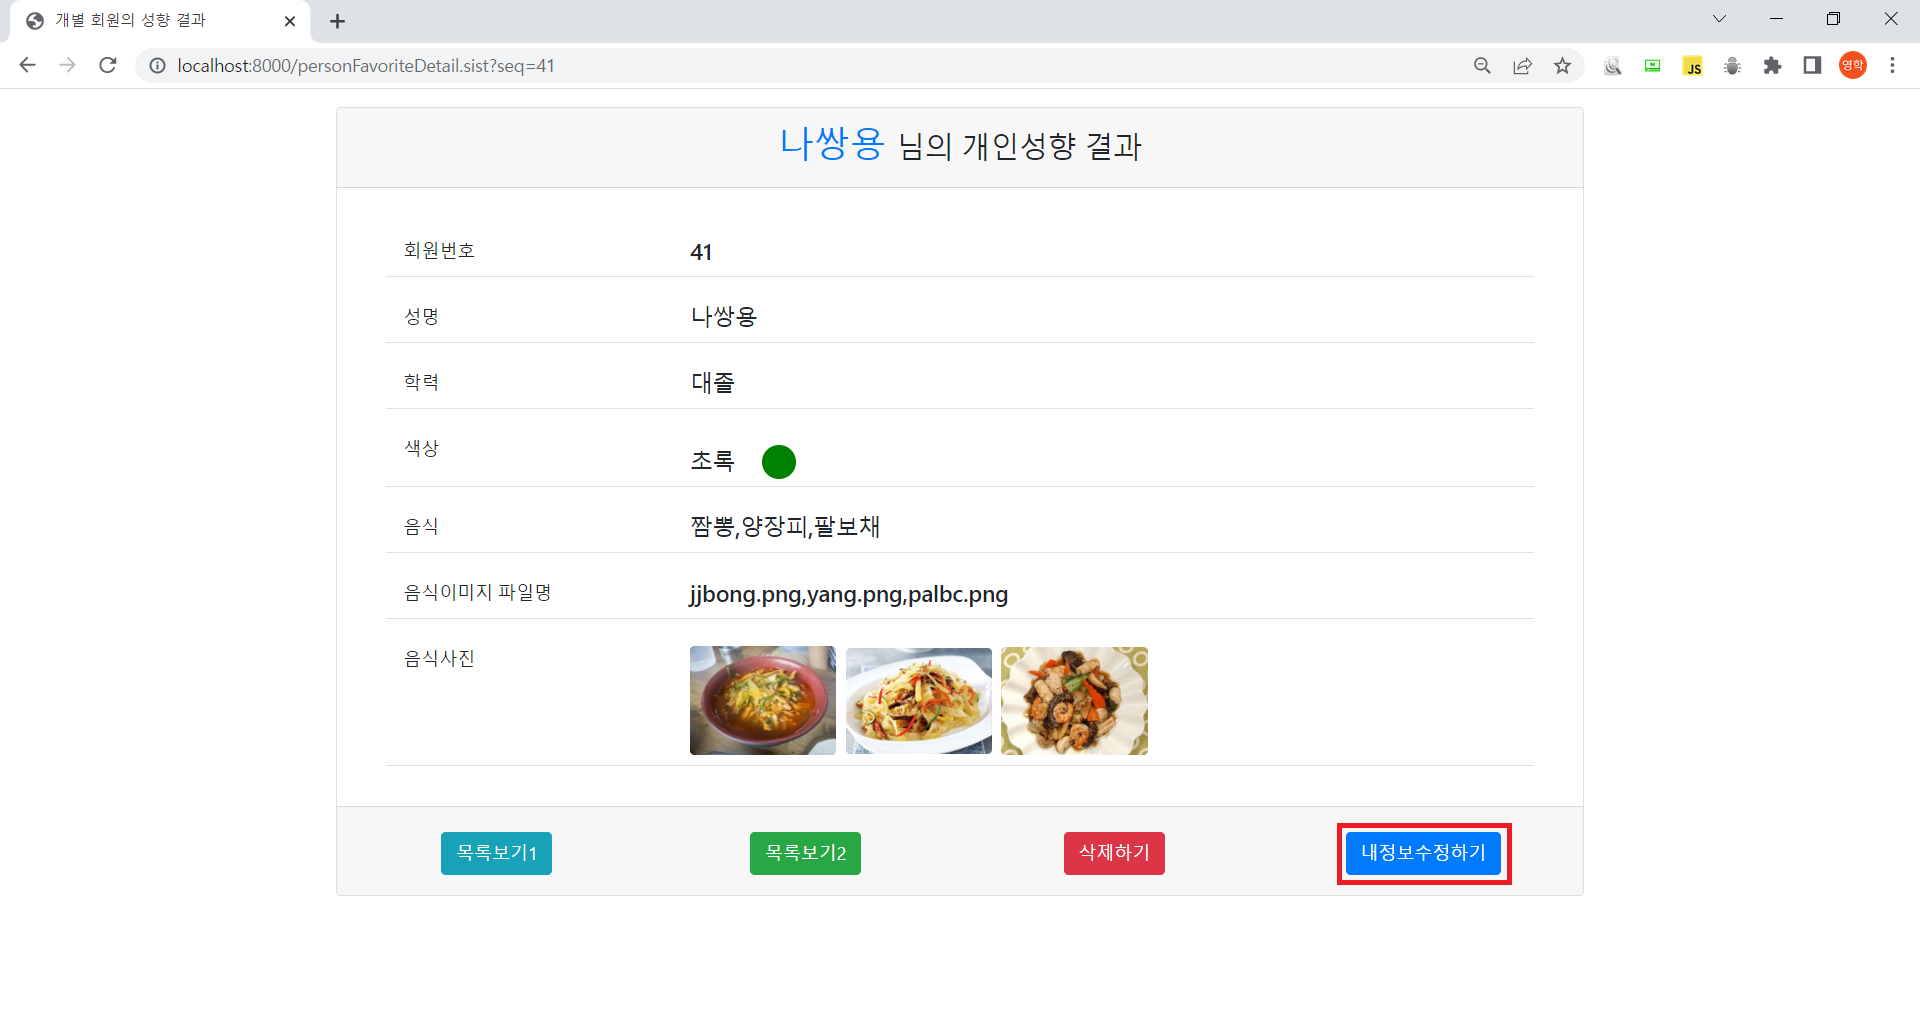 개별 회원의 성향 결과
localhost:8000/personFavoriteDetail.sist?seq=41
JS
영학
나쌍용 님의 개인성향 결과
회원번호 41
성명 나쌍용
학력 대졸
색상 초록
음식 짬뽕,양장피,팔보채
음식이미지 파일명 jjbong.png,yang.png,palbc.png
음식사진
목록보기1 목록보기2 삭제하기 내정보수정하기